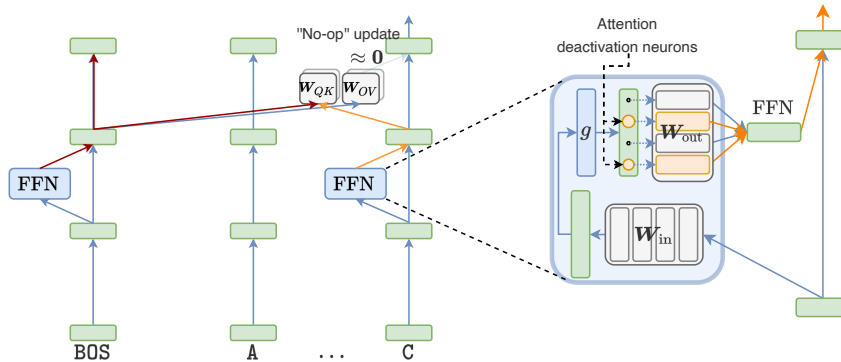 "No-op" update
≈ 0
W_QK W_OV
FFN
FFN
BOS
A
...
C
Attention
deactivation neurons
g
W_out
W_in
FFN